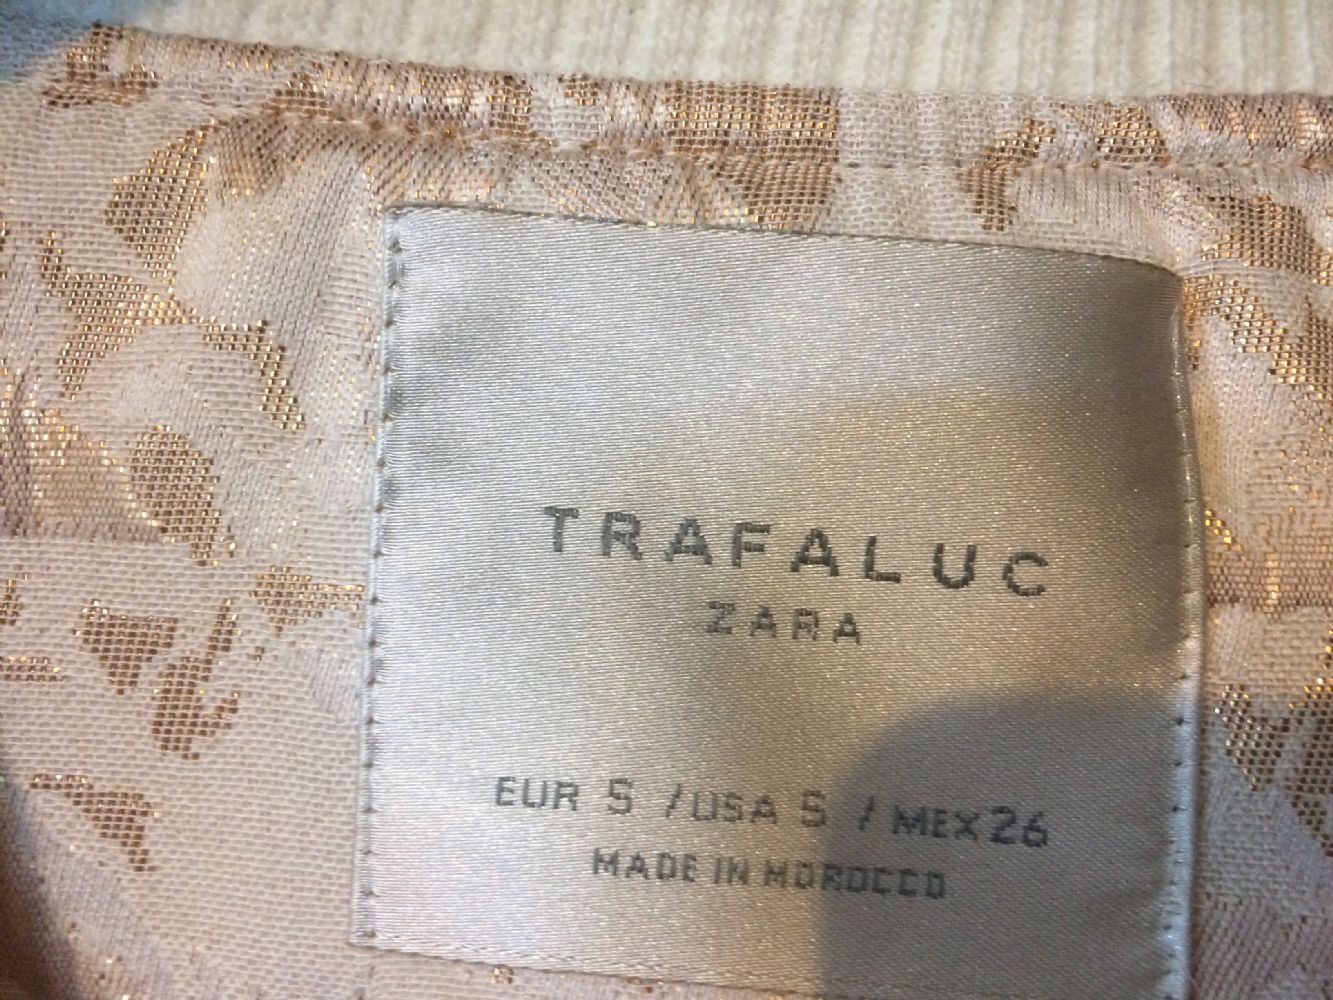 TRAFALUC
ZARA
EUR S / USA S / MEX 26
MADE IN MOROCCO